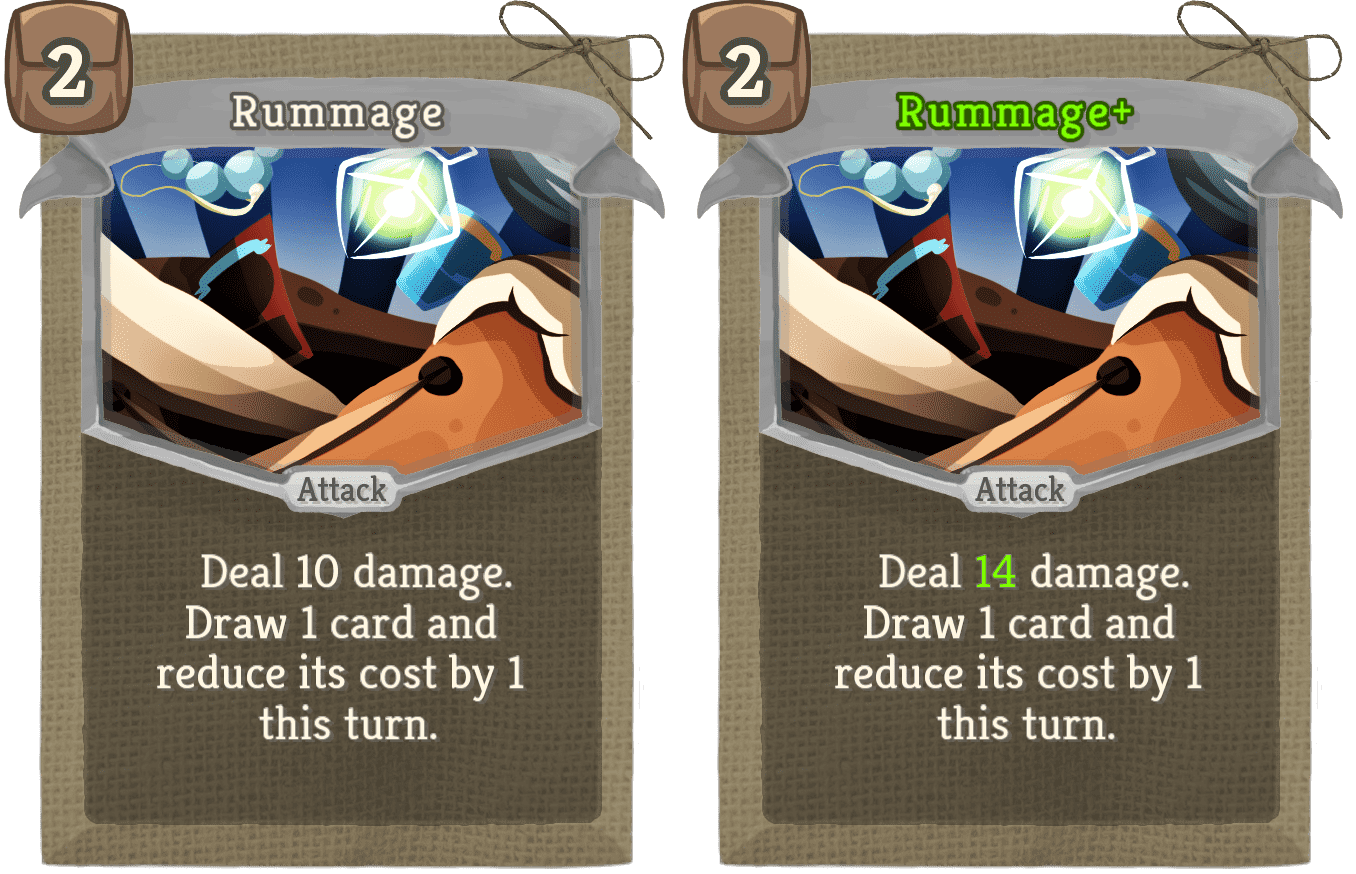 2
Rummage
Attack
Deal 10 damage.
Draw 1 card and
reduce its cost by 1
this turn.
2
Rummage+
Attack
Deal 14 damage.
Draw 1 card and
reduce its cost by 1
this turn.